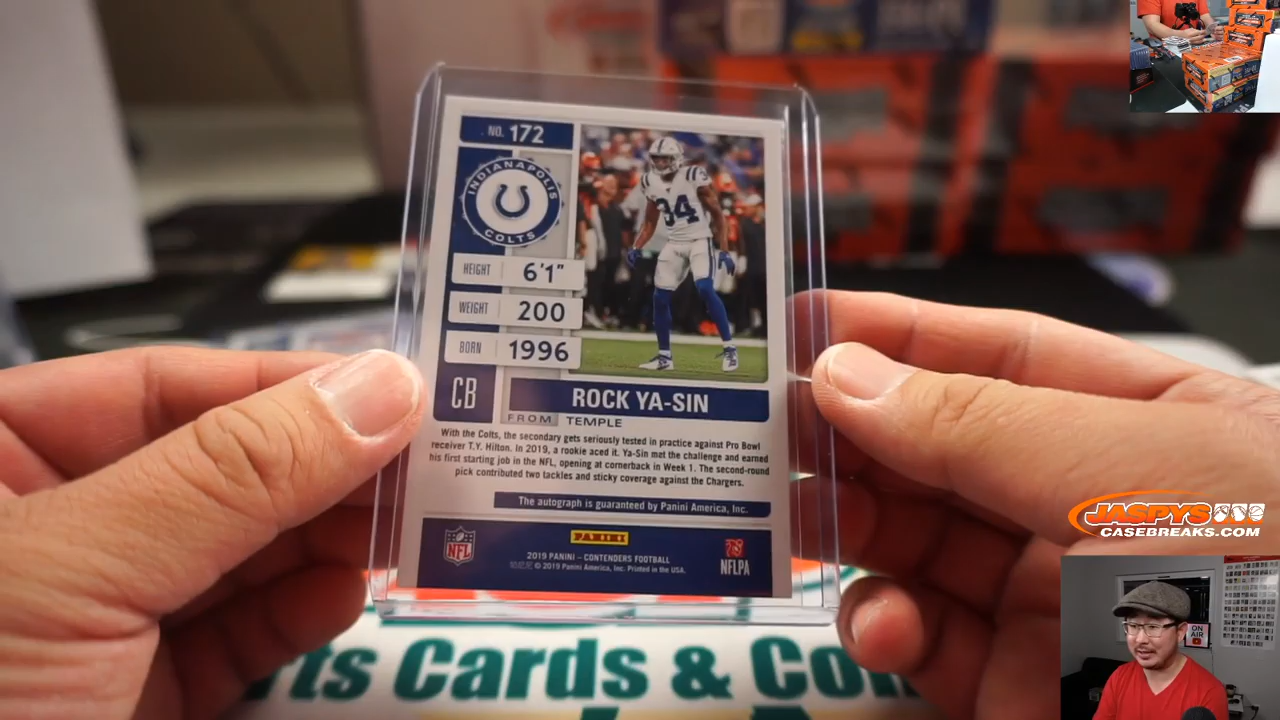 NO. 172
INDIANAPOLIS
COLTS
34
HEIGHT 6'1"
WEIGHT 200
BORN 1996
CB
ROCK YA-SIN
FROM TEMPLE
With the Colts, the secondary gets seriously tested in practice against Pro Bowl
receiver T.Y. Hilton. In 2019, a rookie aced it. Ya-Sin met the challenge and earned
his first starting job in the NFL, opening at cornerback in Week 1. The second-round
pick contributed two tackles and sticky coverage against the Chargers.
The autograph is guaranteed by Panini America, Inc.
NFL
PANINI
2019 PANINI - CONTENDERS FOOTBALL
© 2019 Panini America, Inc. Printed in the USA.
NFLPA
rts Cards & Co
JASPYS
CASEBREAKS.COM
ON
AIR